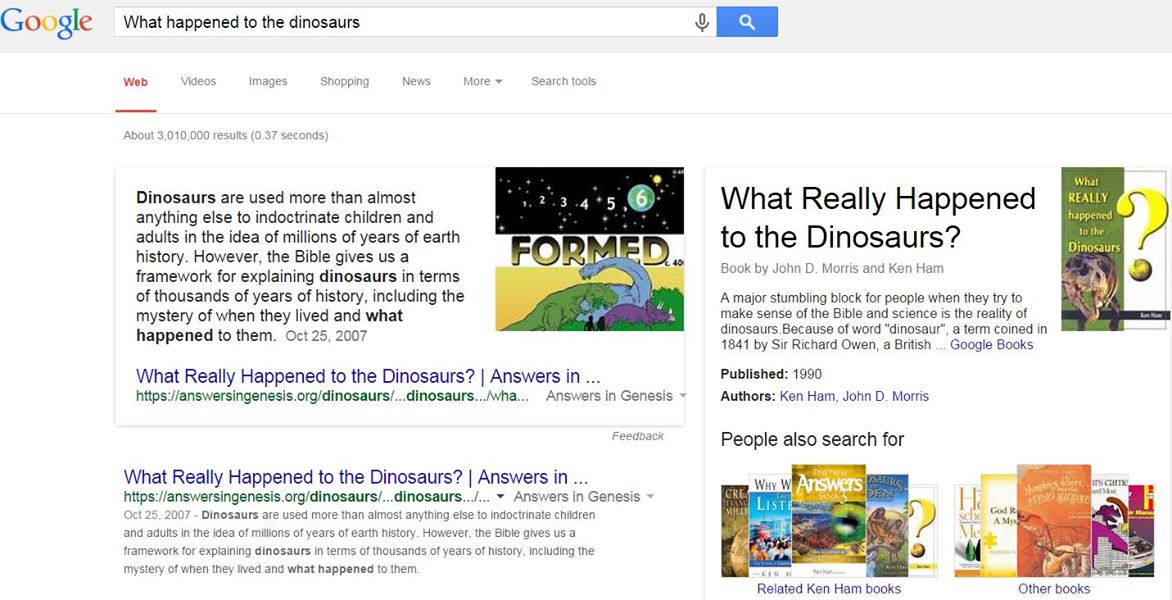 Google
What happened to the dinosaurs
Web Videos Images Shopping News More Search tools
About 3,010,000 results (0.37 seconds)
Dinosaurs are used more than almost
anything else to indoctrinate children and
adults in the idea of millions of years of earth
history. However, the Bible gives us a
framework for explaining dinosaurs in terms
of thousands of years of history, including the
mystery of when they lived and what
happened to them. Oct 25, 2007
1 2 3 4 5 6
FORMED
What Really Happened to the Dinosaurs? | Answers in ...
https://answersingenesis.org/dinosaurs/...dinosaurs.../wha... Answers in Genesis
Feedback
What Really Happened to the Dinosaurs? | Answers in ...
https://answersingenesis.org/dinosaurs/...dinosaurs.../... Answers in Genesis
Oct 25, 2007 - Dinosaurs are used more than almost anything else to indoctrinate children
and adults in the idea of millions of years of earth history. However, the Bible gives us a
framework for explaining dinosaurs in terms of thousands of years of history, including the
mystery of when they lived and what happened to them.
What Really Happened
to the Dinosaurs?
Book by John D. Morris and Ken Ham
A major stumbling block for people when they try to
make sense of the Bible and science is the reality of
dinosaurs.Because of word "dinosaur", a term coined in
1841 by Sir Richard Owen, a British ... Google Books
What
REALLY
happened
to the
Dinosaurs
?
Ken Ham
Published: 1990
Authors: Ken Ham, John D. Morris
People also search for
The New
Answers
Book
Ken Ham
Related Ken Ham books
Other books